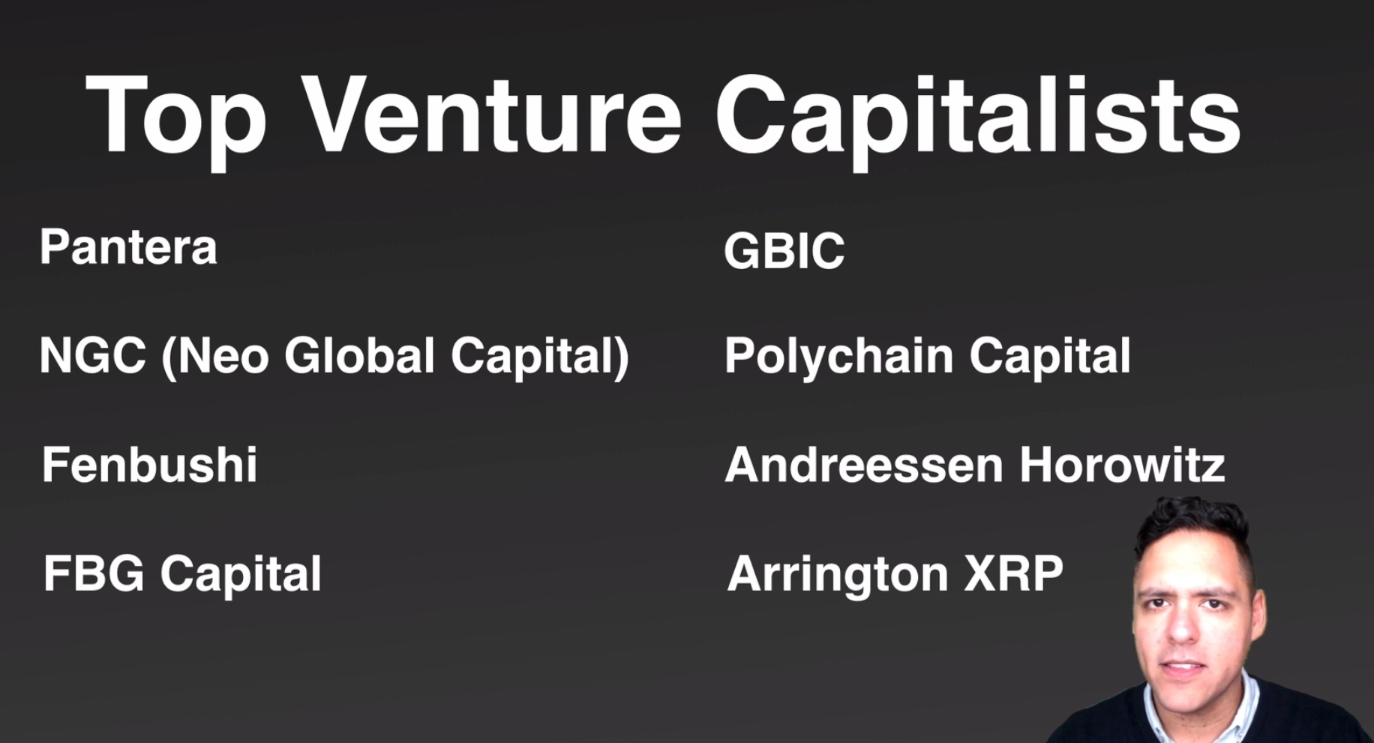 Top Venture Capitalists
Pantera
NGC (Neo Global Capital)
Fenbushi
FBG Capital
GBIC
Polychain Capital
Andreessen Horowitz
Arrington XRP